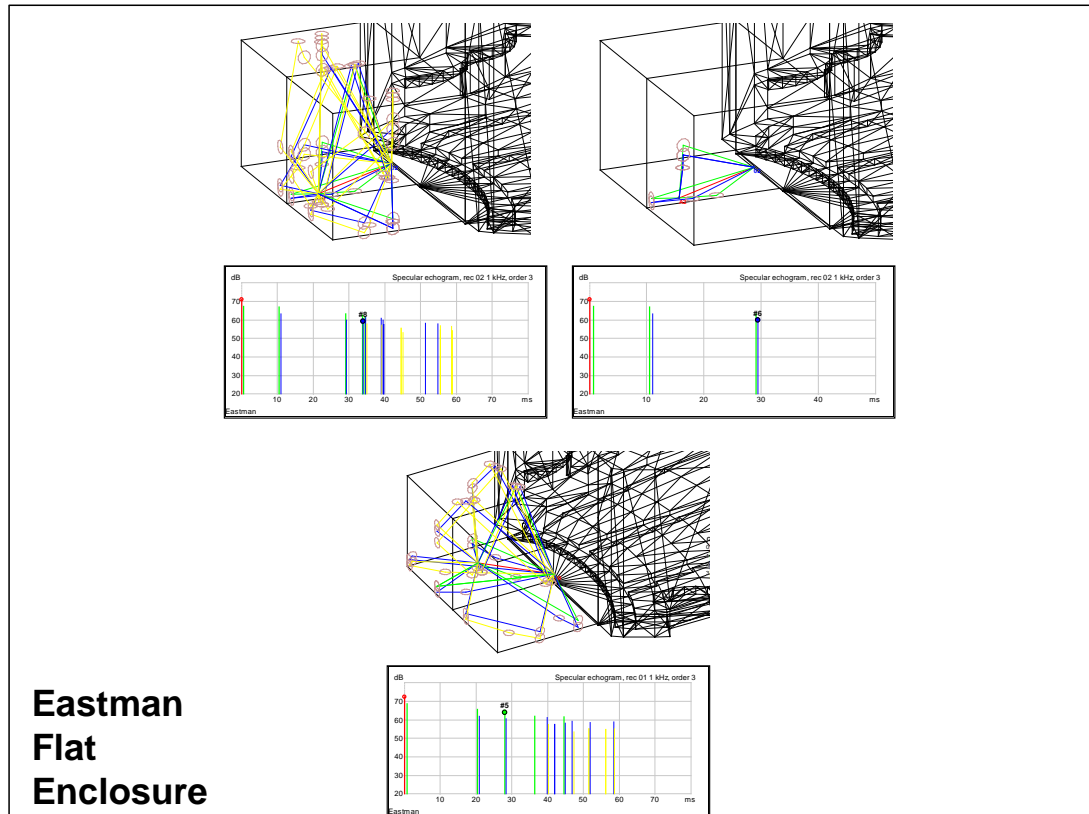 dB
Specular echogram, rec 02 1 kHz, order 3
70
60
50
40
30
20
#8
10 20 30 40 50 60 ms
Eastman
dB
Specular echogram, rec 02 1 kHz, order 3
70
60
50
40
30
20
#6
10 20 30 40 ms
Eastman
dB
Specular echogram, rec 01 1 kHz, order 3
70
60
50
40
30
20
#5
10 20 30 40 50 60 70 ms
Eastman
Eastman
Flat
Enclosure